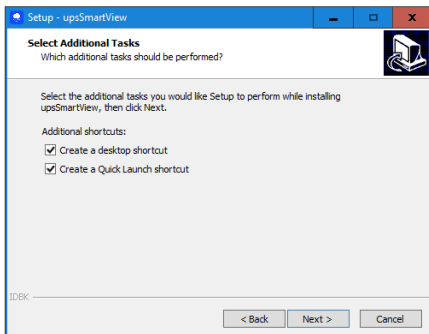 Setup - upsSmartView
Select Additional Tasks
Which additional tasks should be performed?
Select the additional tasks you would like Setup to perform while installing
upsSmartView, then click Next.
Additional shortcuts:
Create a desktop shortcut
Create a Quick Launch shortcut
IDBK
< Back Next > Cancel